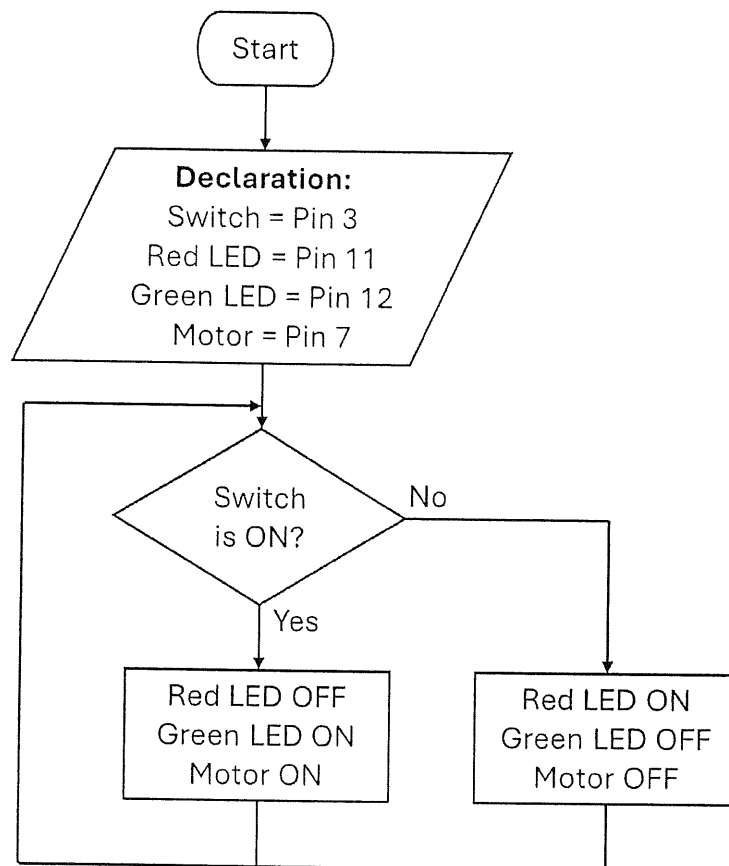 Start
Declaration:
Switch = Pin 3
Red LED = Pin 11
Green LED = Pin 12
Motor = Pin 7
Switch
is ON?
No
Yes
Red LED OFF
Green LED ON
Motor ON
Red LED ON
Green LED OFF
Motor OFF